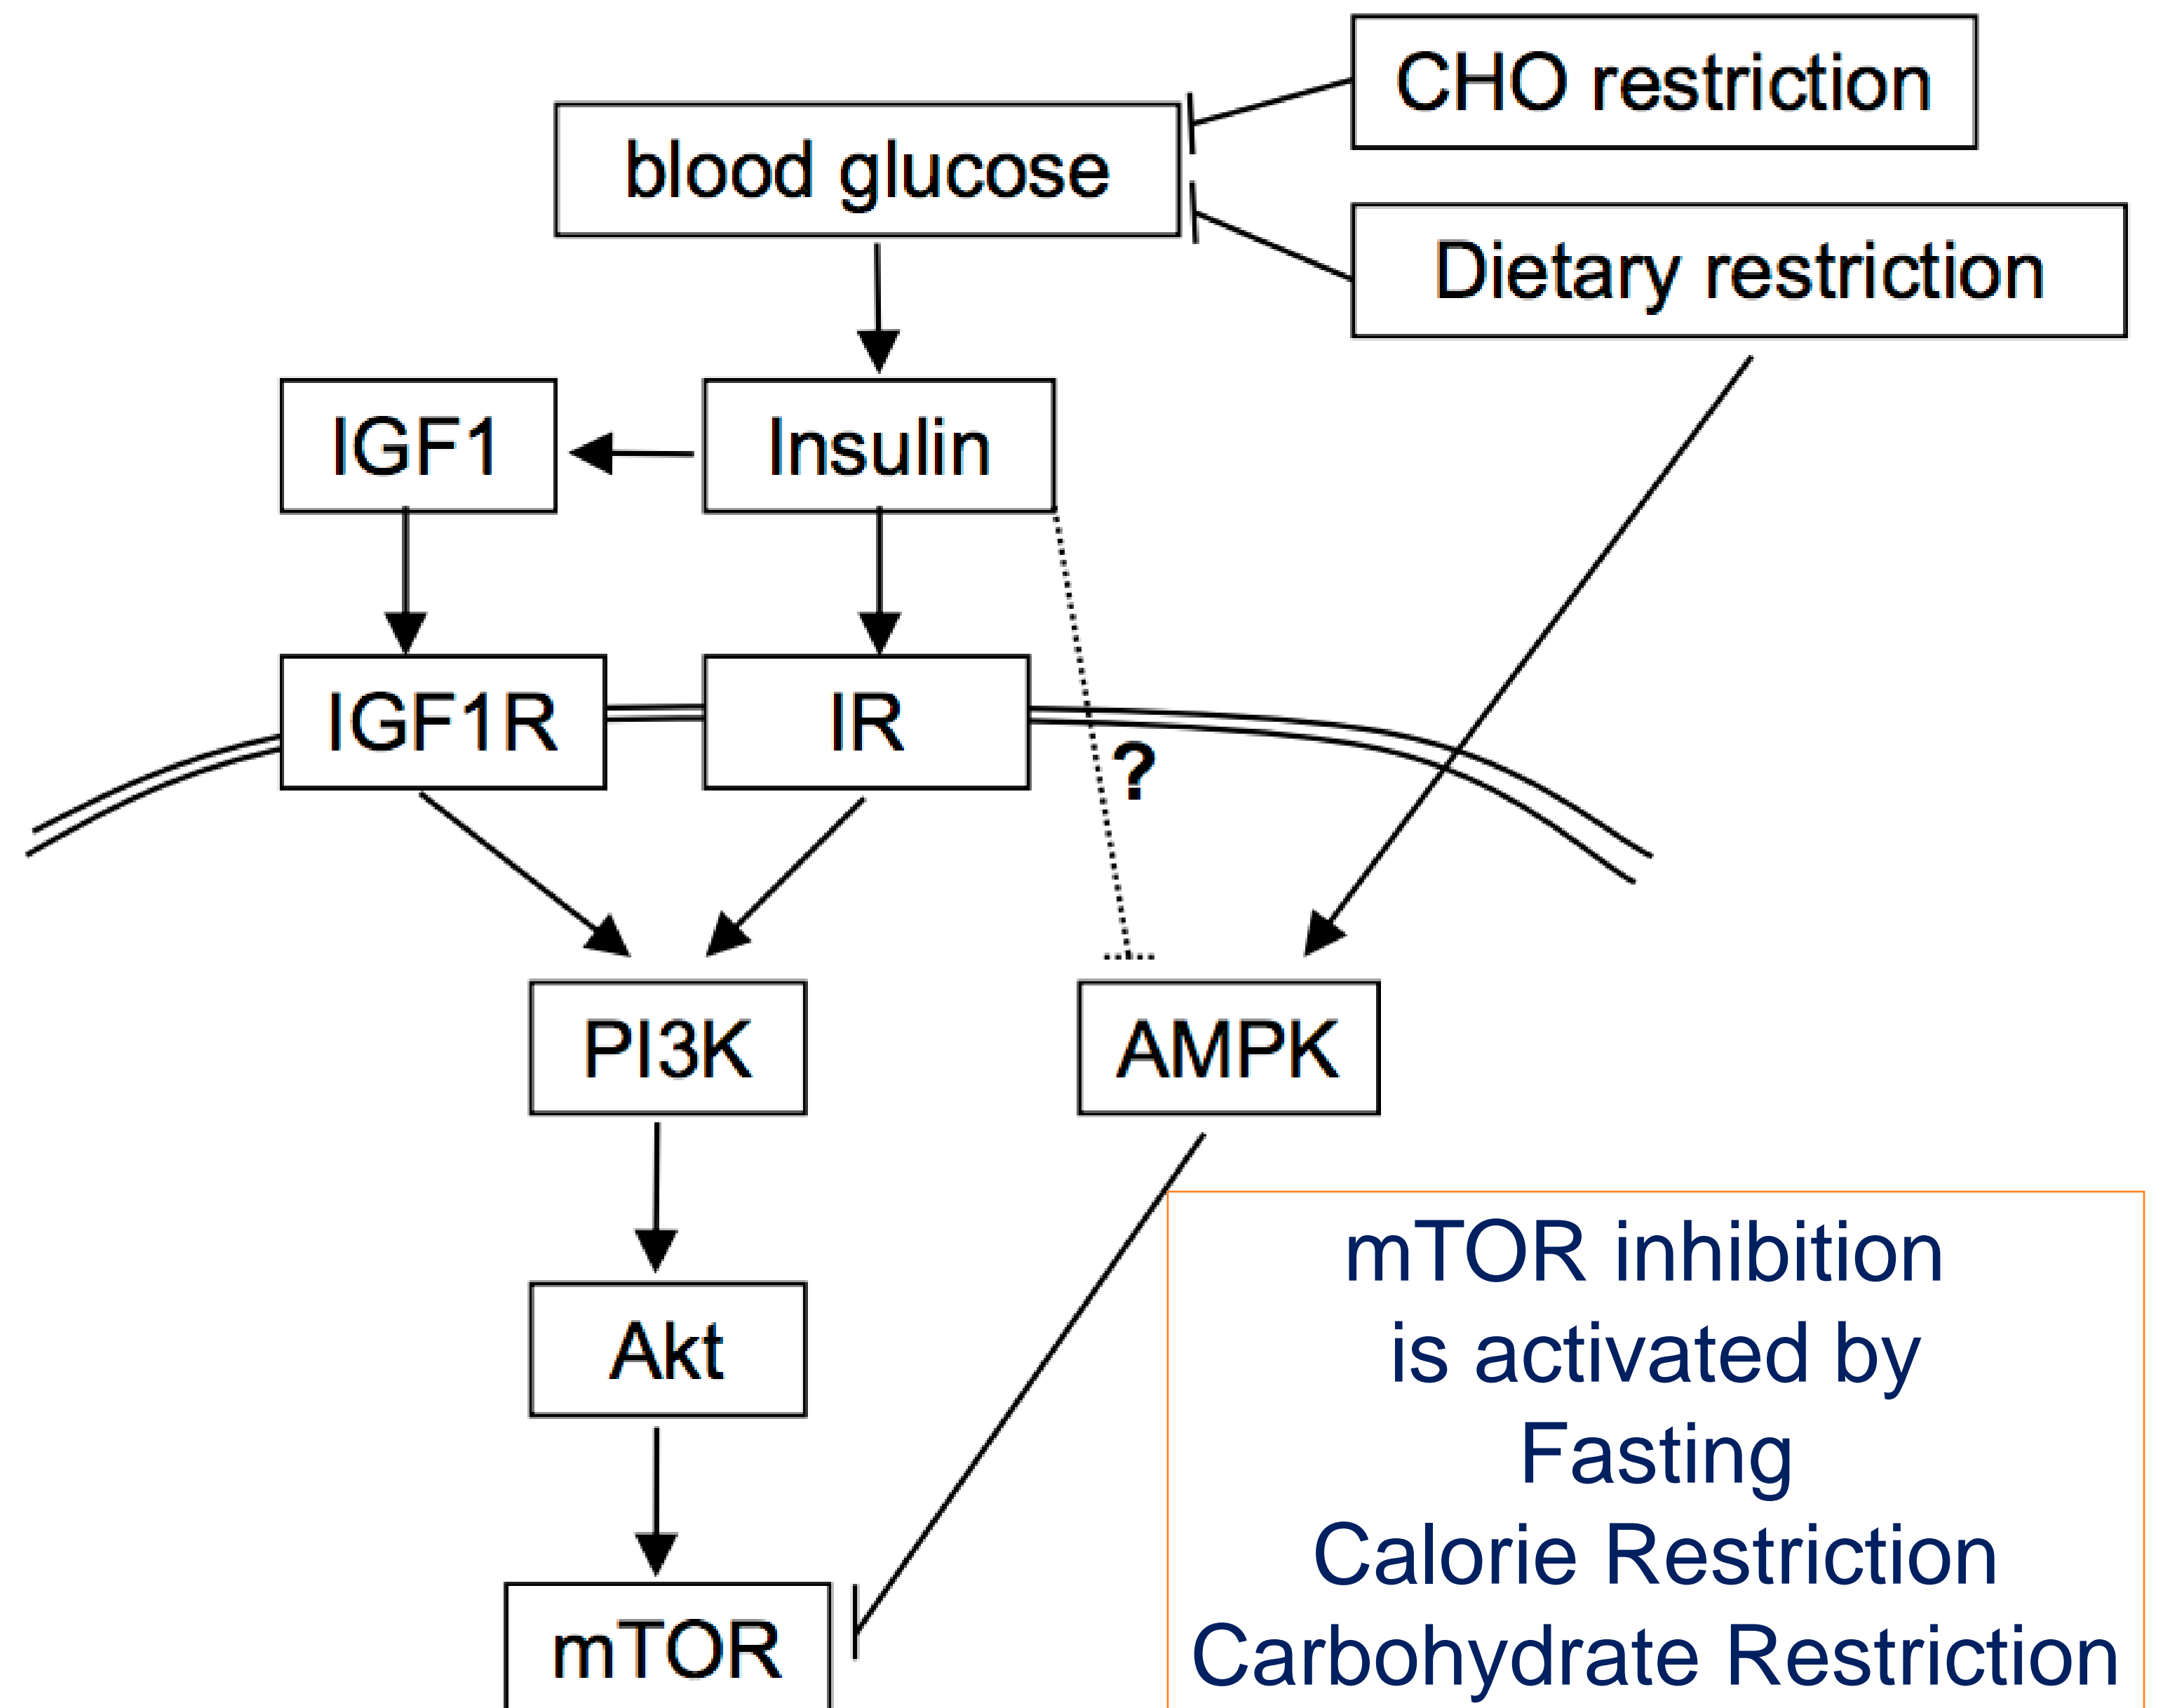 CHO restriction
blood glucose
Dietary restriction
IGF1
Insulin
IGF1R
IR
?
PI3K
AMPK
Akt
mTOR
mTOR inhibition
is activated by
Fasting
Calorie Restriction
Carbohydrate Restriction